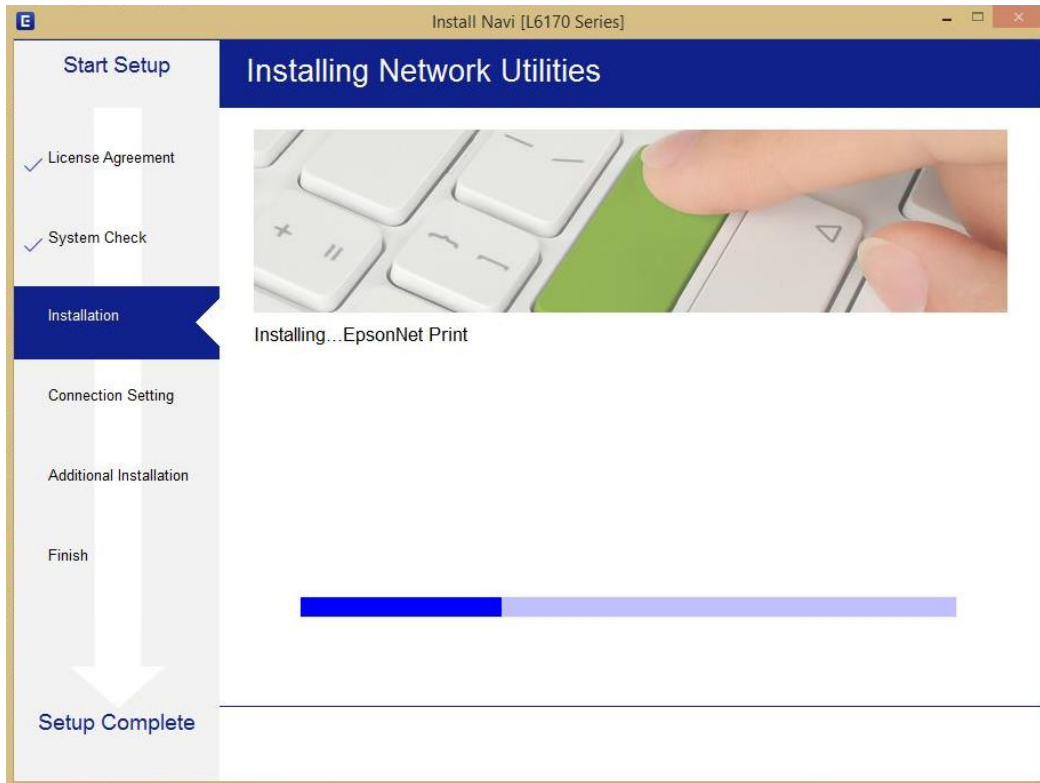 Install Navi [L6170 Series]
Start Setup
Installing Network Utilities
License Agreement
System Check
Installation
Installing...EpsonNet Print
Connection Setting
Additional Installation
Finish
Setup Complete